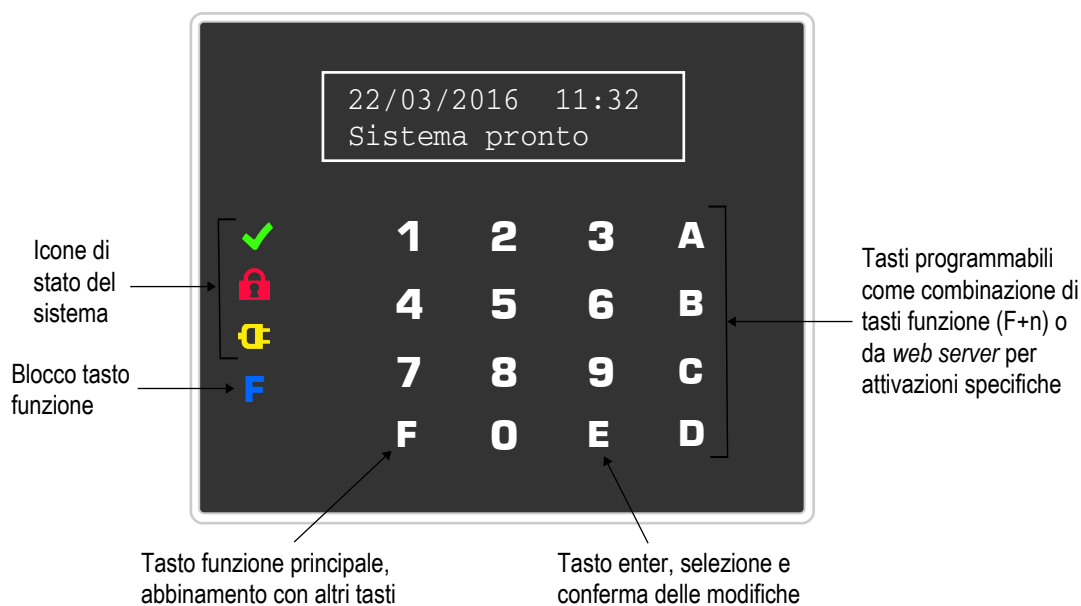 22/03/2016 11:32
Sistema pronto
1 2 3 A
4 5 6 B
7 8 9 C
F F 0 E D
Icone di
stato del
sistema
Blocco tasto
funzione
Tasti programmabili
come combinazione di
tasti funzione (F+n) o
da web server per
attivazioni specifiche
Tasto funzione principale,
abbinamento con altri tasti
Tasto enter, selezione e
conferma delle modifiche